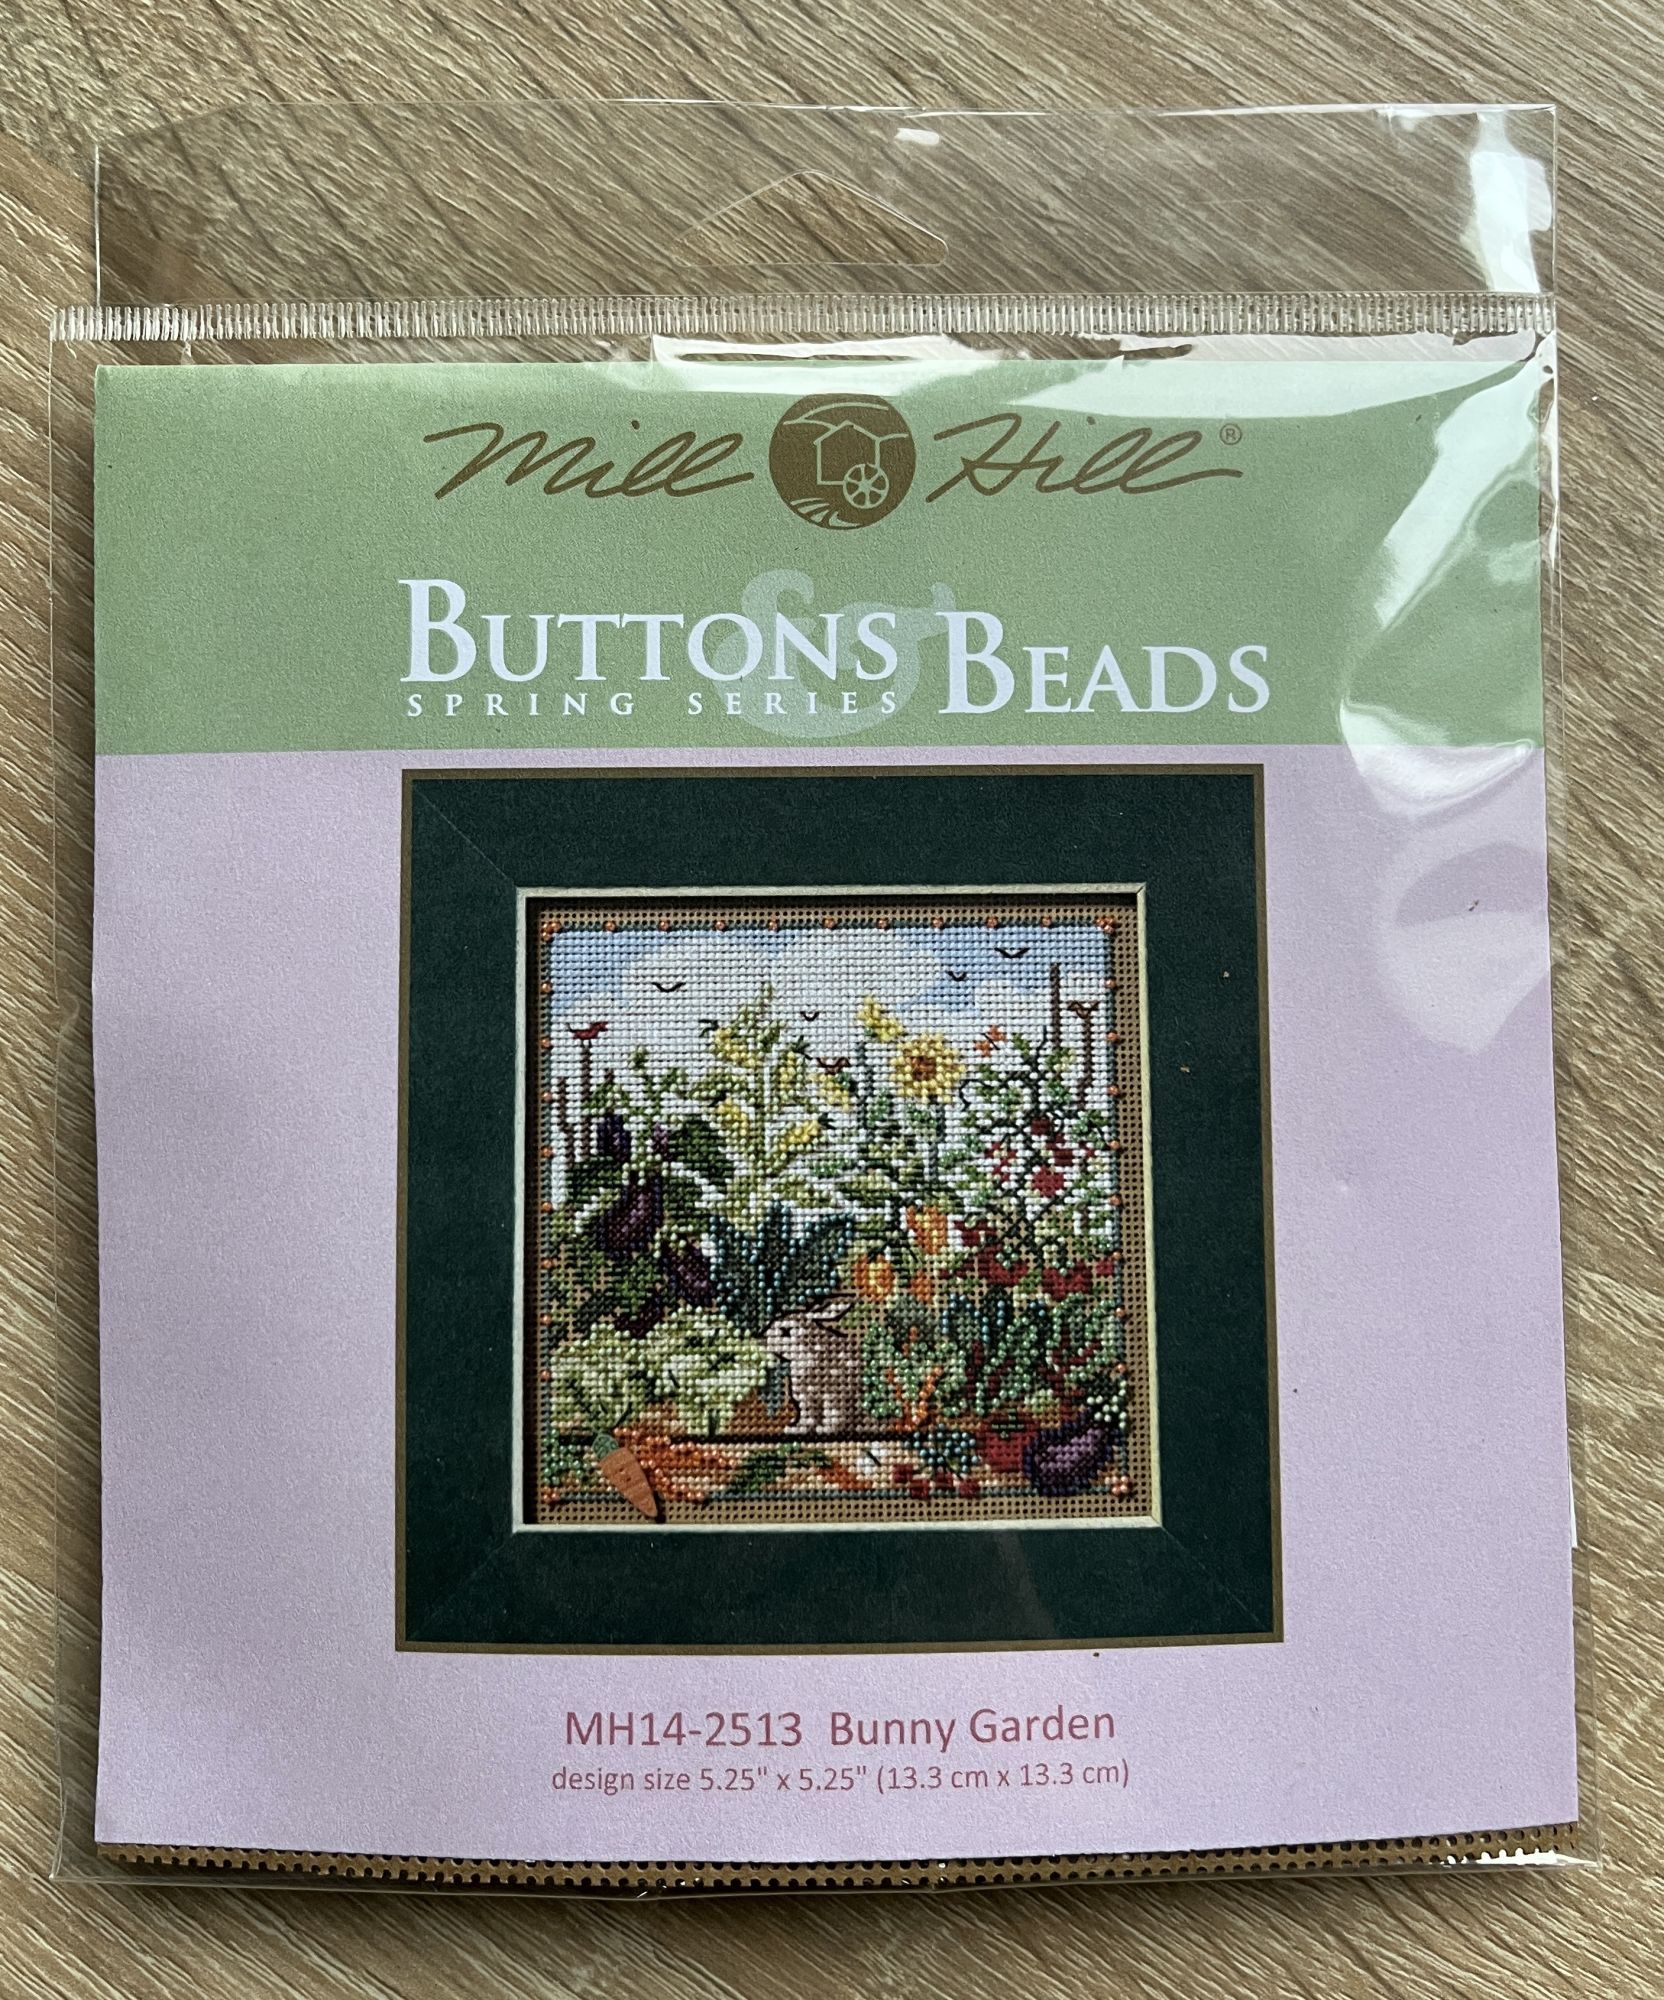 Mill Hill®
BUTTONS & BEADS
SPRING SERIES
MH14-2513 Bunny Garden
design size 5.25" x 5.25" (13.3 cm x 13.3 cm)